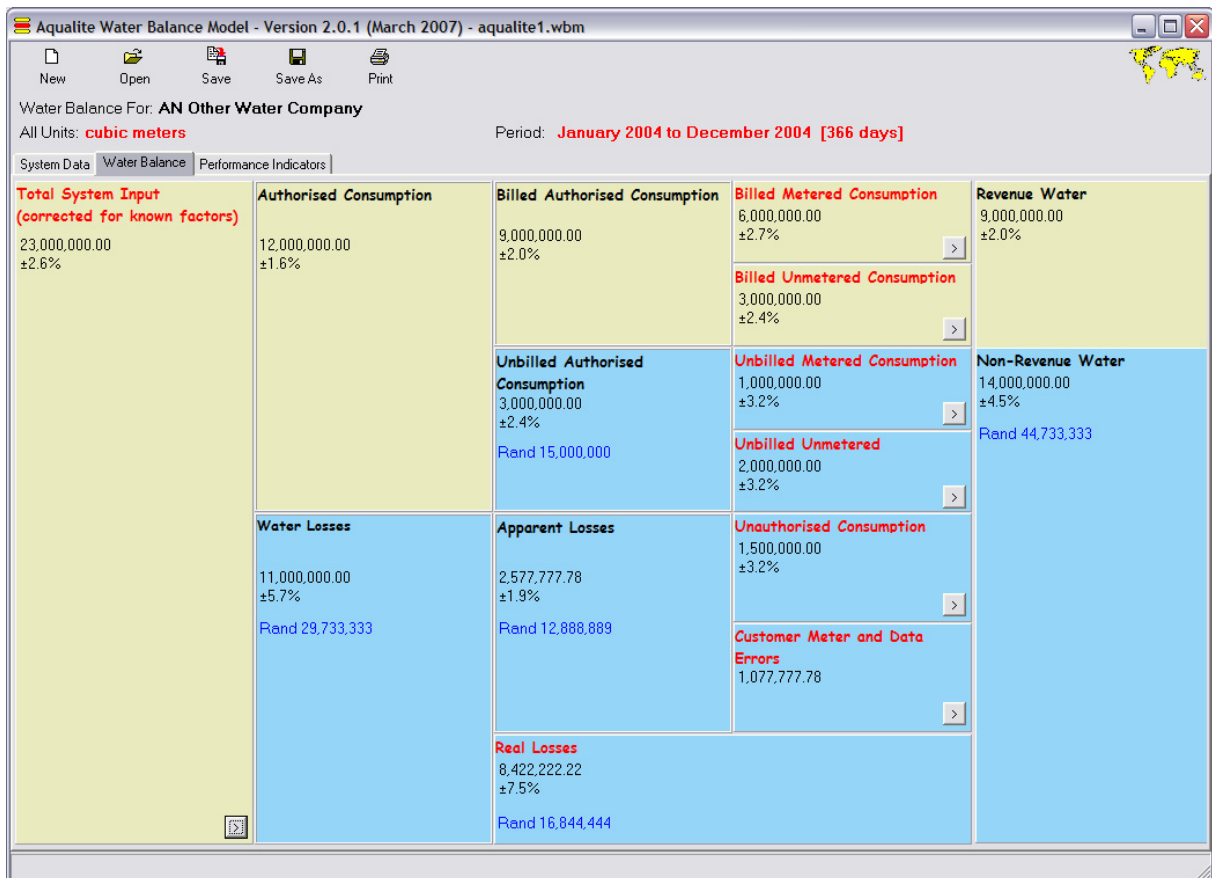 Aqualite Water Balance Model - Version 2.0.1 (March 2007) - aqualite1.wbm
New Open Save Save As Print
Water Balance For: AN Other Water Company
All Units: cubic meters Period: January 2004 to December 2004 [366 days]
System Data Water Balance Performance Indicators
Total System Input
(corrected for known factors)
23,000,000.00
±2.6%
Authorised Consumption
12,000,000.00
±1.6%
Billed Authorised Consumption
9,000,000.00
±2.0%
Billed Metered Consumption
6,000,000.00
±2.7%
Billed Unmetered Consumption
3,000,000.00
±2.4%
Revenue Water
9,000,000.00
±2.0%
Unbilled Authorised
Consumption
3,000,000.00
±2.4%
Rand 15,000,000
Unbilled Metered Consumption
1,000,000.00
±3.2%
Unbilled Unmetered
2,000,000.00
±3.2%
Non-Revenue Water
14,000,000.00
±4.5%
Rand 44,733,333
Water Losses
11,000,000.00
±5.7%
Rand 29,733,333
Apparent Losses
2,577,777.78
±1.9%
Rand 12,888,889
Unauthorised Consumption
1,500,000.00
±3.2%
Customer Meter and Data
Errors
1,077,777.78
Real Losses
8,422,222.22
±7.5%
Rand 16,844,444